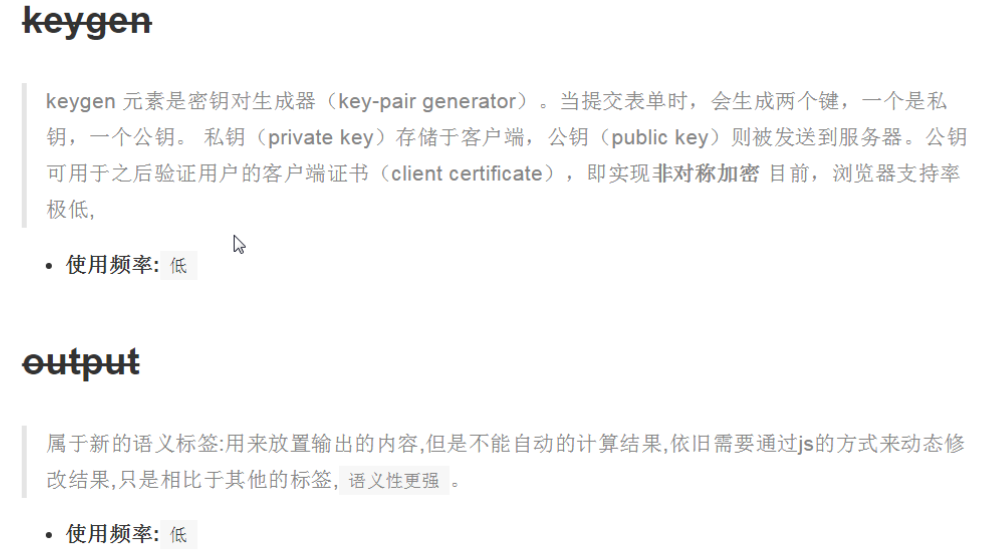 keygen
keygen 元素是密钥对生成器（key-pair generator）。当提交表单时，会生成两个键，一个是私
钥，一个公钥。 私钥（private key）存储于客户端，公钥（public key）则被发送到服务器。公钥
可用于之后验证用户的客户端证书（client certificate），即实现非对称加密 目前，浏览器支持率
极低,
• 使用频率: 低
output
属于新的语义标签:用来放置输出的内容,但是不能自动的计算结果,依旧需要通过js的方式来动态修
改结果,只是相比于其他的标签, 语义性更强 。
• 使用频率: 低